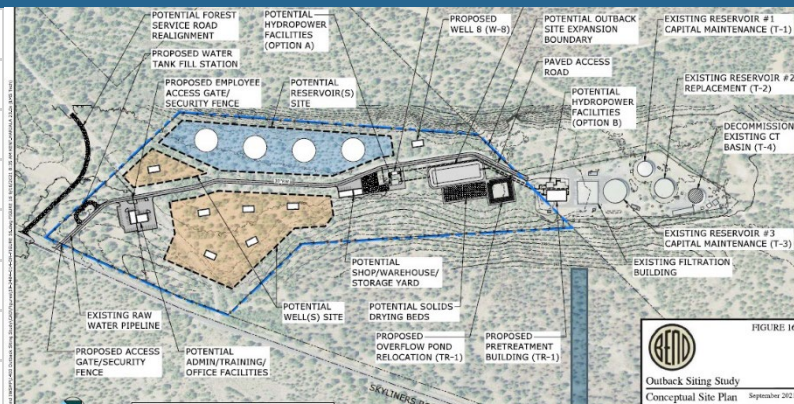 POTENTIAL FOREST
SERVICE ROAD
REALIGNMENT
POTENTIAL
HYDROPOWER
FACILITIES
(OPTION A)
PROPOSED
WELL 8 (W-8)
POTENTIAL OUTBACK
SITE EXPANSION
BOUNDARY
EXISTING RESERVOIR #1
CAPITAL MAINTENANCE (T-1)
PROPOSED WATER
TANK FILL STATION
PAVED ACCESS
ROAD
PROPOSED EMPLOYEE
ACCESS GATE/
SECURITY FENCE
POTENTIAL
RESERVOIR(S)
SITE
POTENTIAL
HYDROPOWER
FACILITIES
(OPTION B)
EXISTING RESERVOIR #2
REPLACEMENT (T-2)
DECOMMISSION
EXISTING CT
BASIN (T-4)
EXISTING RESERVOIR #3
CAPITAL MAINTENANCE (T-3)
EXISTING FILTRATION
BUILDING
POTENTIAL
SHOP/WAREHOUSE/
STORAGE YARD
EXISTING RAW
WATER PIPELINE
POTENTIAL
WELL(S) SITE
POTENTIAL SOLIDS
DRYING BEDS
PROPOSED ACCESS
GATE/SECURITY
FENCE
POTENTIAL
ADMIN/TRAINING/
OFFICE FACILITIES
PROPOSED
OVERFLOW POND
RELOCATION (TR-1)
PROPOSED
PRETREATMENT
BUILDING (TR-1)
SKYLINERS
BEND
FIGURE 16
Outback Siting Study
Conceptual Site Plan
September 202